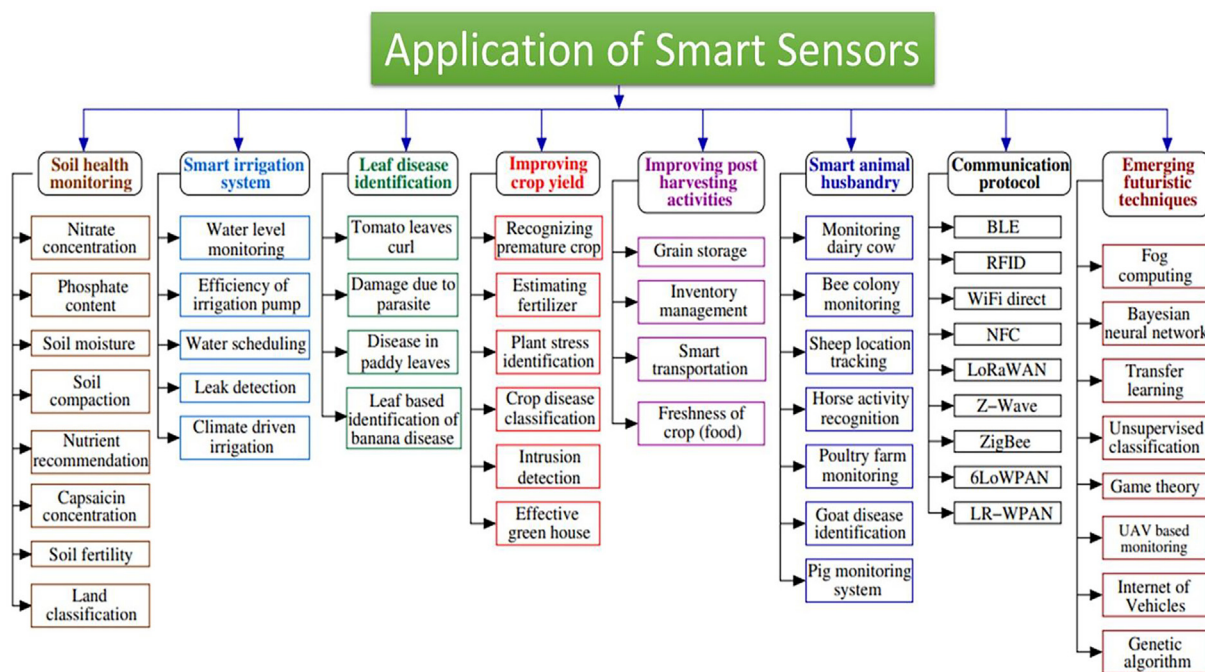 Application of Smart Sensors
Soil health
monitoring
Nitrate
concentration
Phosphate
content
Soil moisture
Soil
compaction
Nutrient
recommendation
Capsaicin
concentration
Soil fertility
Land
classification
Smart irrigation
system
Water level
monitoring
Efficiency of
irrigation pump
Water scheduling
Leak detection
Climate driven
irrigation
Leaf disease
identification
Tomato leaves
curl
Damage due to
parasite
Disease in
paddy leaves
Leaf based
identification of
banana disease
Improving
crop yield
Recognizing
premature crop
Estimating
fertilizer
Plant stress
identification
Crop disease
classification
Intrusion
detection
Effective
green house
Improving post
harvesting
activities
Grain storage
Inventory
management
Smart
transportation
Freshness of
crop (food)
Smart animal
husbandry
Monitoring
dairy cow
Bee colony
monitoring
Sheep location
tracking
Horse activity
recognition
Poultry farm
monitoring
Goat disease
identification
Pig monitoring
system
Communication
protocol
BLE
RFID
WiFi direct
NFC
LoRaWAN
Z-Wave
ZigBee
6LoWPAN
LR-WPAN
Emerging
futuristic
techniques
Fog
computing
Bayesian
neural network
Transfer
learning
Unsupervised
classification
Game theory
UAV based
monitoring
Internet of
Vehicles
Genetic
algorithm